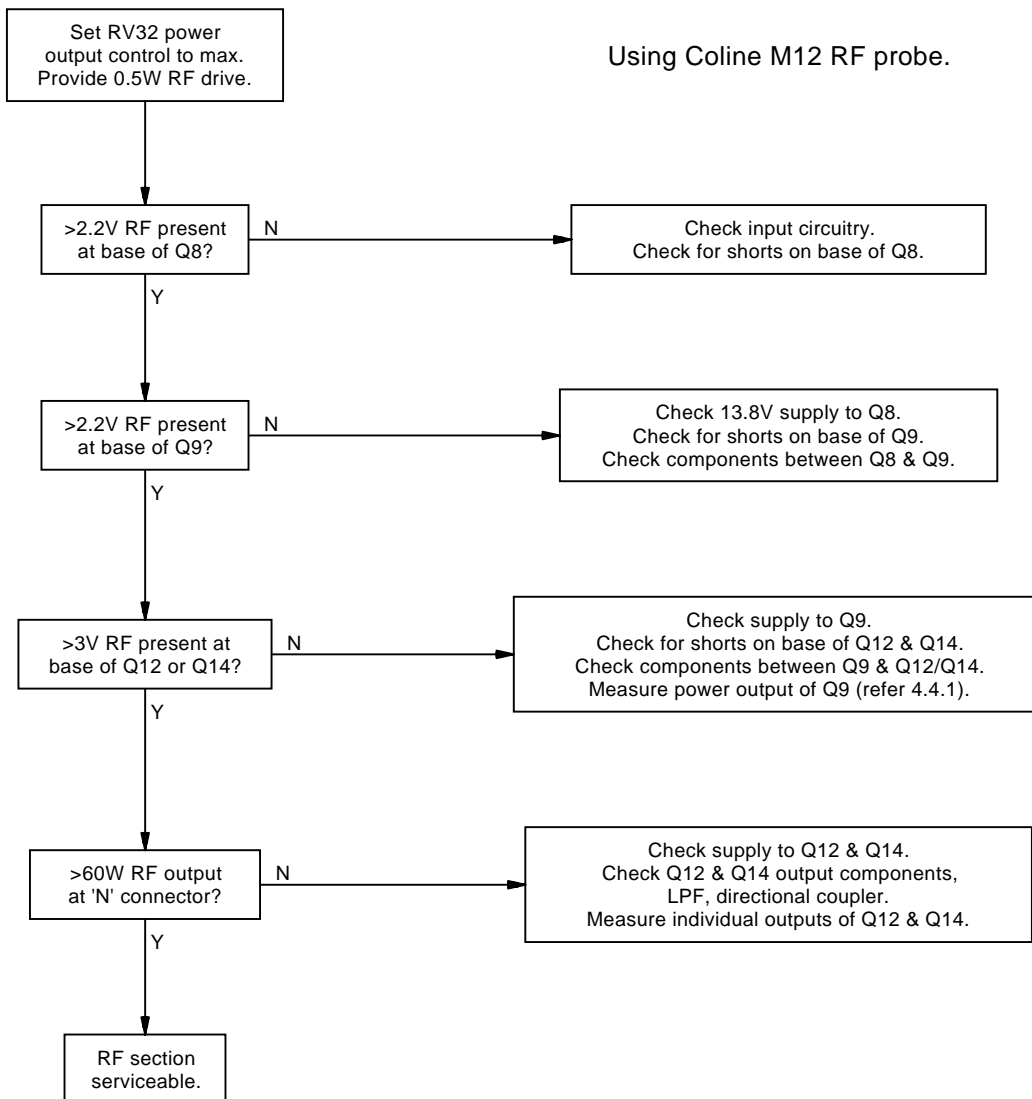 Set RV32 power
output control to max.
Provide 0.5W RF drive.
Using Coline M12 RF probe.
>2.2V RF present
at base of Q8?
N
Check input circuitry.
Check for shorts on base of Q8.
Y
>2.2V RF present
at base of Q9?
N
Check 13.8V supply to Q8.
Check for shorts on base of Q9.
Check components between Q8 & Q9.
Y
>3V RF present at
base of Q12 or Q14?
N
Check supply to Q9.
Check for shorts on base of Q12 & Q14.
Check components between Q9 & Q12/Q14.
Measure power output of Q9 (refer 4.4.1).
Y
>60W RF output
at 'N' connector?
N
Check supply to Q12 & Q14.
Check Q12 & Q14 output components,
LPF, directional coupler.
Measure individual outputs of Q12 & Q14.
Y
RF section
serviceable.